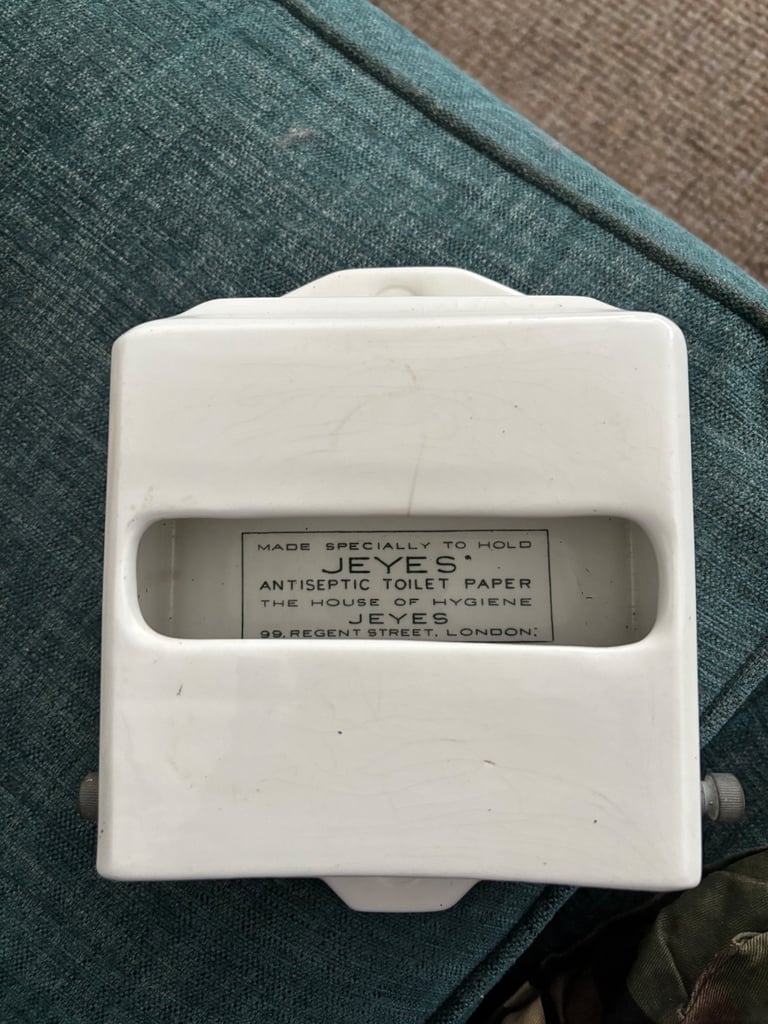 MADE SPECIALLY TO HOLD
JEYES'
ANTISEPTIC TOILET PAPER
THE HOUSE OF HYGIENE
JEYES
99, REGENT STREET, LONDON.